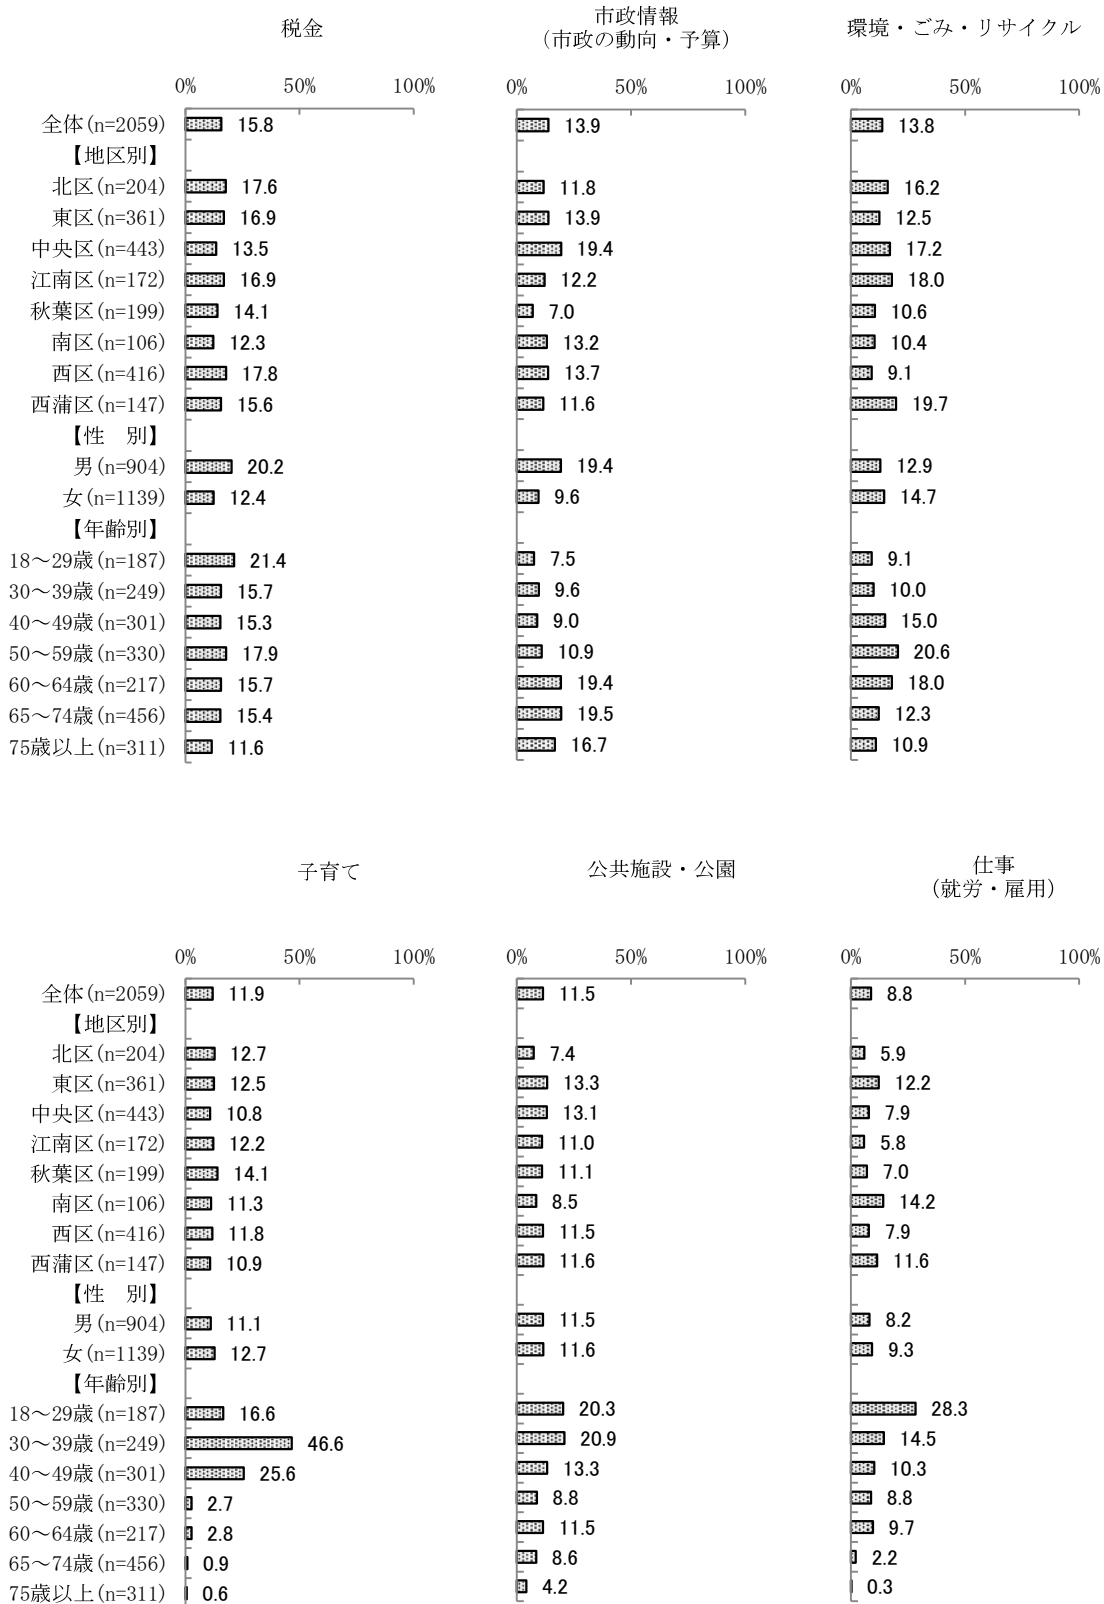 税金
市政情報
（市政の動向・予算）
環境・ごみ・リサイクル
0% 50% 100% 0% 50% 100% 0% 50% 100%
全体(n=2059) 15.8 13.9 13.8
【地区別】
北区(n=204) 17.6 11.8 16.2
東区(n=361) 16.9 13.9 12.5
中央区(n=443) 13.5 19.4 17.2
江南区(n=172) 16.9 12.2 18.0
秋葉区(n=199) 14.1 7.0 10.6
南区(n=106) 12.3 13.2 10.4
西区(n=416) 17.8 13.7 9.1
西蒲区(n=147) 15.6 11.6 19.7
【性　別】
男(n=904) 20.2 19.4 12.9
女(n=1139) 12.4 9.6 14.7
【年齢別】
18～29歳(n=187) 21.4 7.5 9.1
30～39歳(n=249) 15.7 9.6 10.0
40～49歳(n=301) 15.3 9.0 15.0
50～59歳(n=330) 17.9 10.9 20.6
60～64歳(n=217) 15.7 19.4 18.0
65～74歳(n=456) 15.4 19.5 12.3
75歳以上(n=311) 11.6 16.7 10.9
子育て
公共施設・公園
仕事
（就労・雇用）
0% 50% 100% 0% 50% 100% 0% 50% 100%
全体(n=2059) 11.9 11.5 8.8
【地区別】
北区(n=204) 12.7 7.4 5.9
東区(n=361) 12.5 13.3 12.2
中央区(n=443) 10.8 13.1 7.9
江南区(n=172) 12.2 11.0 5.8
秋葉区(n=199) 14.1 11.1 7.0
南区(n=106) 11.3 8.5 14.2
西区(n=416) 11.8 11.5 7.9
西蒲区(n=147) 10.9 11.6 11.6
【性　別】
男(n=904) 11.1 11.5 8.2
女(n=1139) 12.7 11.6 9.3
【年齢別】
18～29歳(n=187) 16.6 20.3 28.3
30～39歳(n=249) 46.6 20.9 14.5
40～49歳(n=301) 25.6 13.3 10.3
50～59歳(n=330) 2.7 8.8 8.8
60～64歳(n=217) 2.8 11.5 9.7
65～74歳(n=456) 0.9 8.6 2.2
75歳以上(n=311) 0.6 4.2 0.3